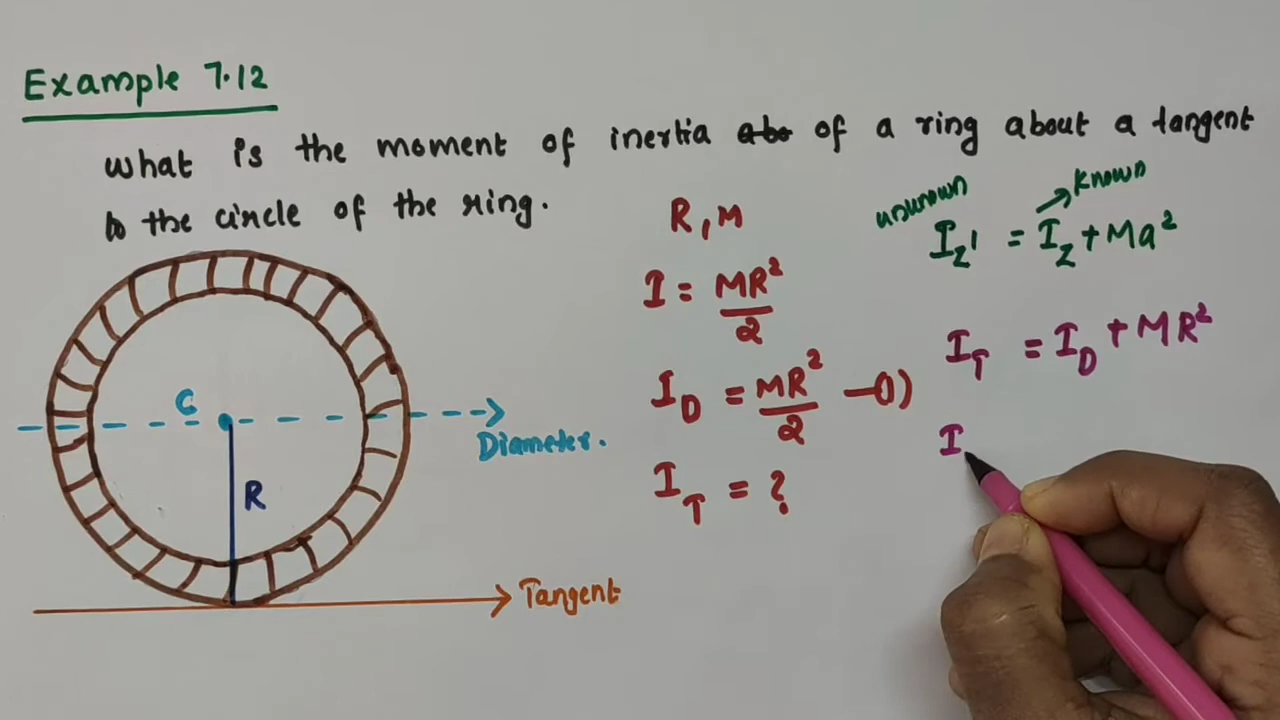 Example 7.12
What is the moment of inertia abo of a ring about a tangent
to the circle of the ring.
R, M
I = MR²/2
I_D = MR²/2 —(1)
I_T = ?
unknown
known
I_Z' = I_Z + Ma²
I_T = I_D + MR²
I
C
Diameter.
R
Tangent